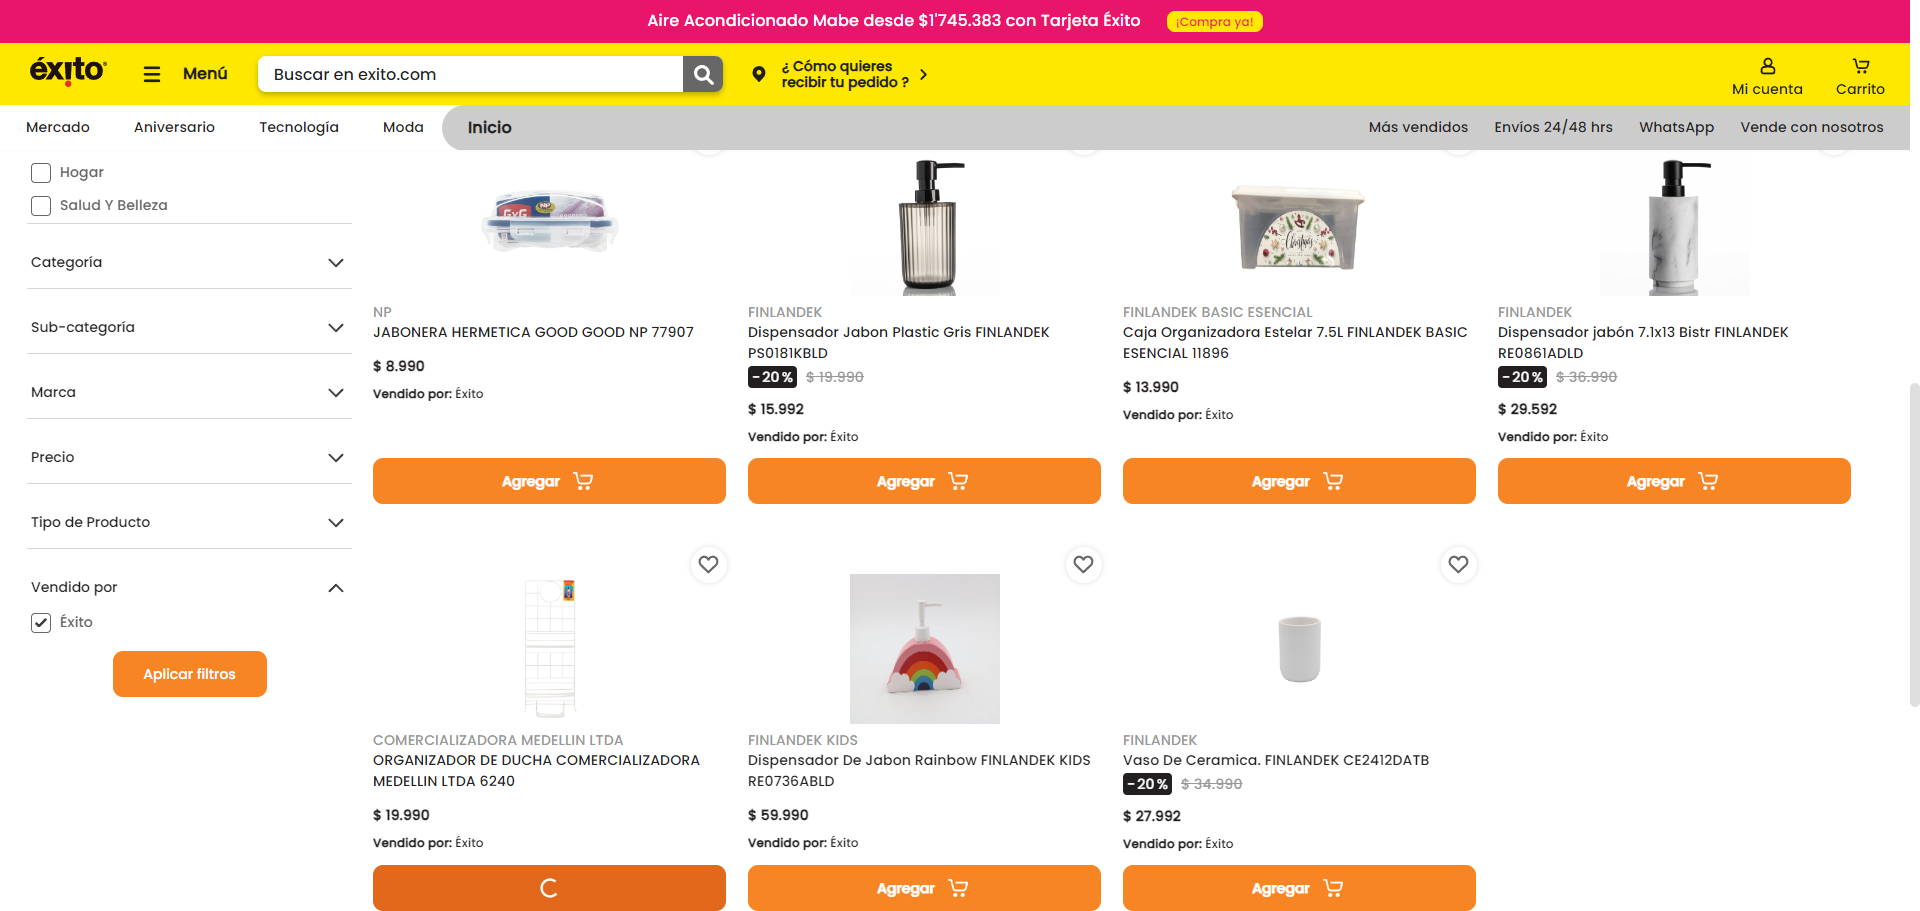 Aire Acondicionado Mabe desde $1'745.383 con Tarjeta Éxito ¡Compra ya!
éxito
Menú
Buscar en exito.com
¿ Cómo quieres
recibir tu pedido ?
Mi cuenta
Carrito
Mercado
Aniversario
Tecnología
Moda
Inicio
Más vendidos
Envíos 24/48 hrs
WhatsApp
Vende con nosotros
Hogar
Salud Y Belleza
Categoría
Sub-categoría
Marca
Precio
Tipo de Producto
Vendido por
Éxito
Aplicar filtros
GxG
NP
NP
JABONERA HERMETICA GOOD GOOD NP 77907
$ 8.990
Vendido por: Éxito
Agregar
FINLANDEK
Dispensador Jabon Plastic Gris FINLANDEK
PS0181KBLD
-20% $ 19.990
$ 15.992
Vendido por: Éxito
Agregar
Christmas
FINLANDEK BASIC ESENCIAL
Caja Organizadora Estelar 7.5L FINLANDEK BASIC
ESENCIAL 11896
$ 13.990
Vendido por: Éxito
Agregar
FINLANDEK
Dispensador jabón 7.1x13 Bistr FINLANDEK
RE0861ADLD
-20% $ 36.990
$ 29.592
Vendido por: Éxito
Agregar
COMERCIALIZADORA MEDELLIN LTDA
ORGANIZADOR DE DUCHA COMERCIALIZADORA
MEDELLIN LTDA 6240
$ 19.990
Vendido por: Éxito
FINLANDEK KIDS
Dispensador De Jabon Rainbow FINLANDEK KIDS
RE0736ABLD
$ 59.990
Vendido por: Éxito
Agregar
FINLANDEK
Vaso De Ceramica. FINLANDEK CE2412DATB
-20% $ 34.990
$ 27.992
Vendido por: Éxito
Agregar